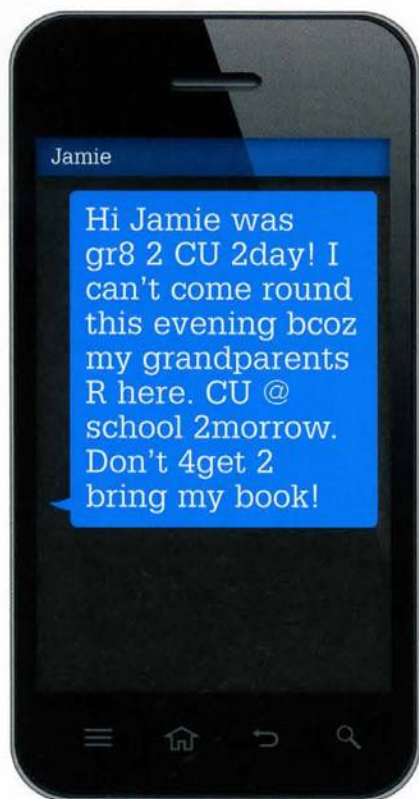 Jamie
Hi Jamie was
gr8 2 CU 2day! I
can't come round
this evening bcoz
my grandparents
R here. CU @
school 2morrow.
Don't 4get 2
bring my book!